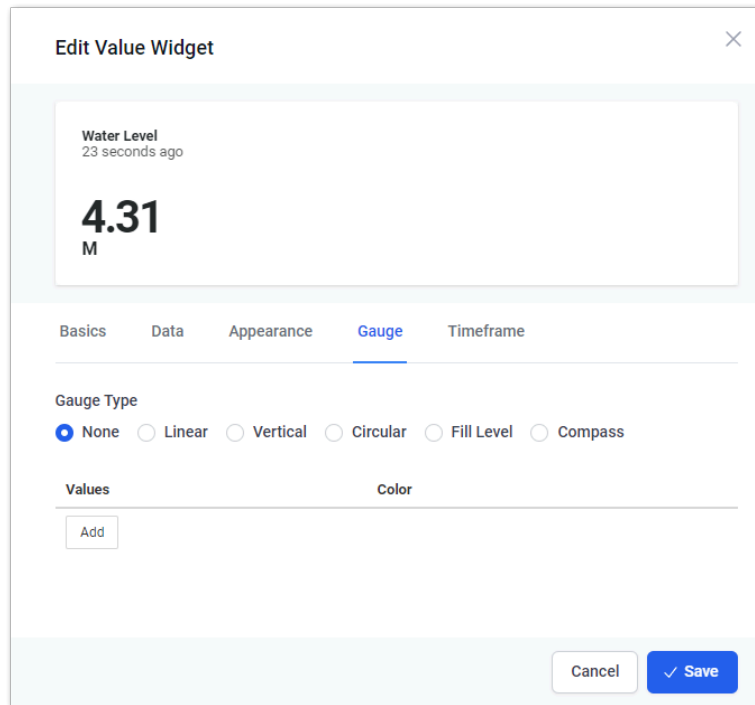 Edit Value Widget
Water Level
23 seconds ago
4.31
M
Basics Data Appearance Gauge Timeframe
Gauge Type
None Linear Vertical Circular Fill Level Compass
Values Color
Add
Cancel Save